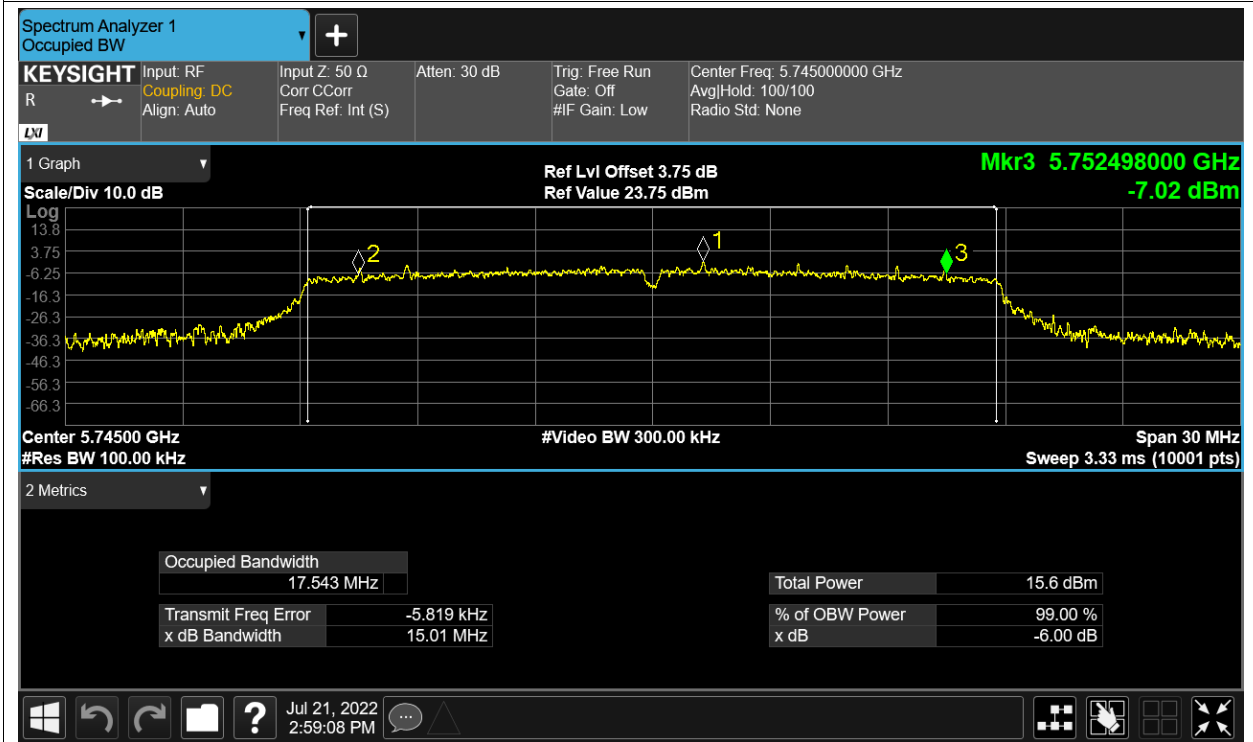 Spectrum Analyzer 1
Occupied BW
KEYSIGHT
R
LXI
Input: RF
Coupling: DC
Align: Auto
Input Z: 50 Ω
Corr CCorr
Freq Ref: Int (S)
Atten: 30 dB
Trig: Free Run
Gate: Off
#IF Gain: Low
Center Freq: 5.745000000 GHz
Avg|Hold: 100/100
Radio Std: None
1 Graph
Scale/Div 10.0 dB
Ref Lvl Offset 3.75 dB
Ref Value 23.75 dBm
Mkr3 5.752498000 GHz
-7.02 dBm
Log
13.8
3.75
-6.25
-16.3
-26.3
-36.3
-46.3
-56.3
-66.3
2
1
3
Center 5.74500 GHz
#Res BW 100.00 kHz
#Video BW 300.00 kHz
Span 30 MHz
Sweep 3.33 ms (10001 pts)
2 Metrics
Occupied Bandwidth
17.543 MHz
Transmit Freq Error -5.819 kHz
x dB Bandwidth 15.01 MHz
Total Power 15.6 dBm
% of OBW Power 99.00 %
x dB -6.00 dB
?
Jul 21, 2022
2:59:08 PM